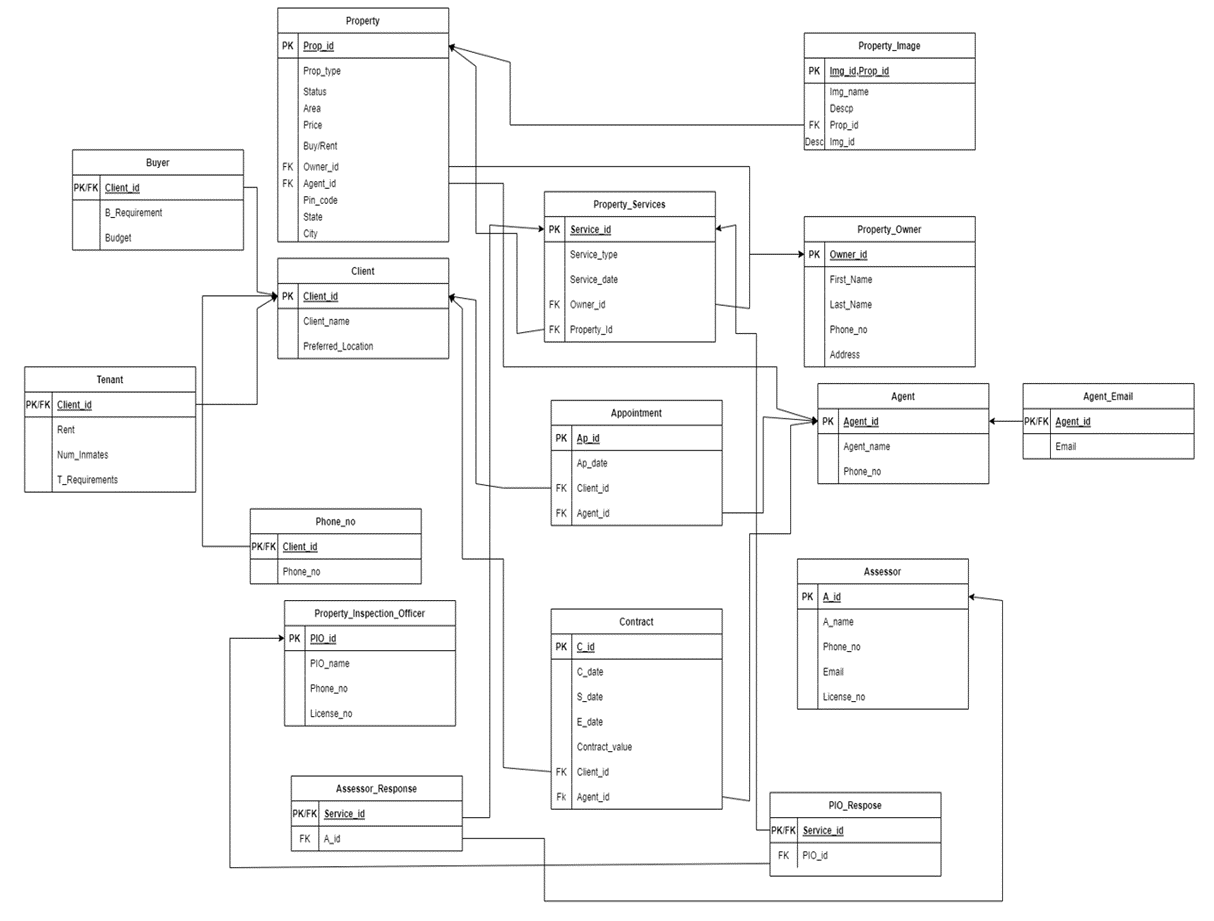 Property
PK Prop_id
Prop_type
Status
Area
Price
Buy/Rent
FK Owner_id
FK Agent_id
Pin_code
State
City
Property_Image
PK Img_id,Prop_id
Img_name
Descp
FK Prop_id
Desc Img_id
Buyer
PK/FK Client_id
B_Requirement
Budget
Property_Services
PK Service_id
Service_type
Service_date
FK Owner_id
FK Property_Id
Property_Owner
PK Owner_id
First_Name
Last_Name
Phone_no
Address
Client
PK Client_id
Client_name
Preferred_Location
Tenant
PK/FK Client_id
Rent
Num_Inmates
T_Requirements
Appointment
PK Ap_id
Ap_date
FK Client_id
FK Agent_id
Agent
PK Agent_id
Agent_name
Phone_no
Agent_Email
PK/FK Agent_id
Email
Phone_no
PK/FK Client_id
Phone_no
Assessor
PK A_id
A_name
Phone_no
Email
License_no
Property_Inspection_Officer
PK PIO_id
PIO_name
Phone_no
License_no
Contract
PK C_id
C_date
S_date
E_date
Contract_value
FK Client_id
Fk Agent_id
Assessor_Response
PK/FK Service_id
FK A_id
PIO_Respose
PK/FK Service_id
FK PIO_id